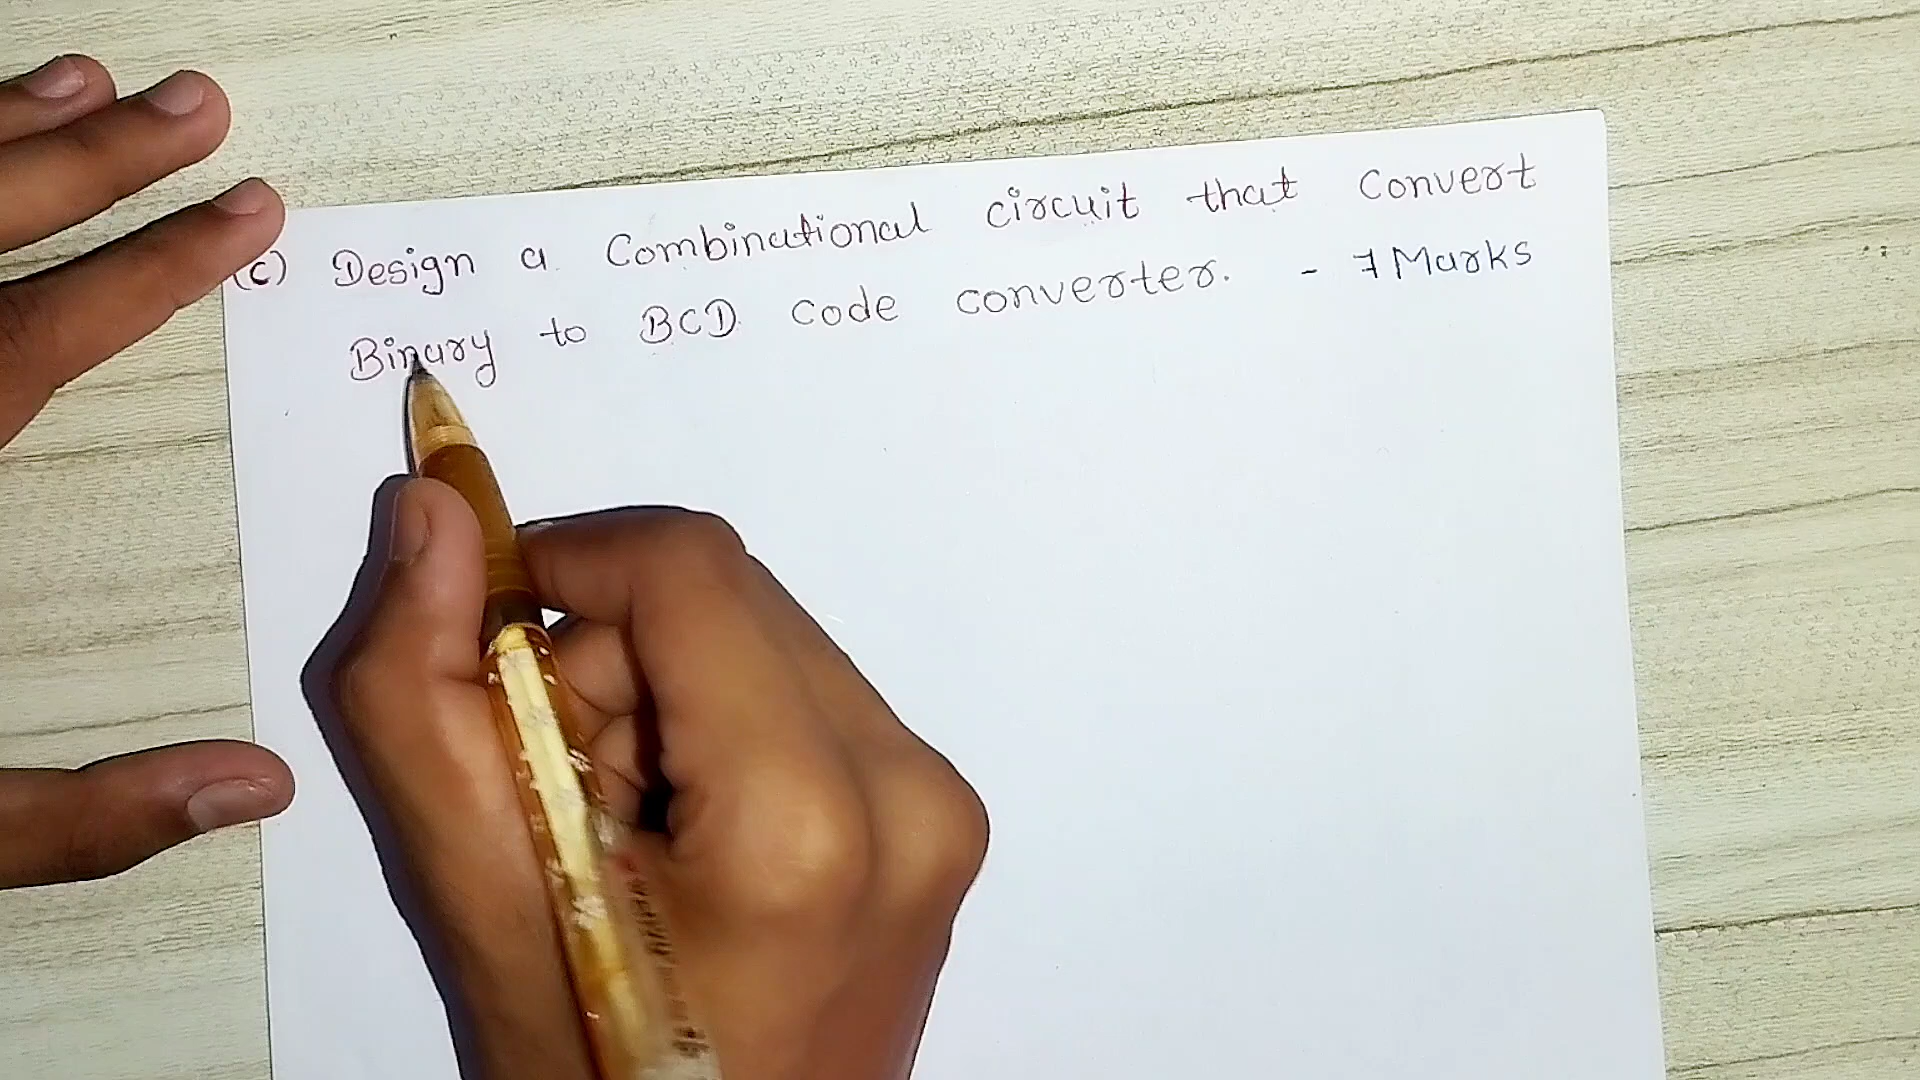 (c) Design a Combinational circuit that convert
Binary to BCD code converter. - 7 Marks